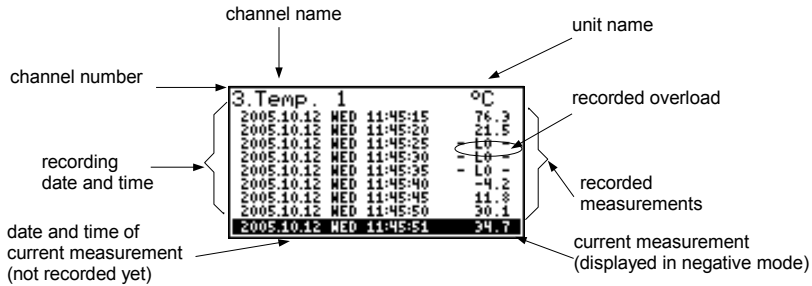 channel name
unit name
channel number
recorded overload
3.Temp. 1 °C
2005.10.12 WED 11:45:15 76.3
2005.10.12 WED 11:45:20 21.5
2005.10.12 WED 11:45:25 - LO -
2005.10.12 WED 11:45:30 - LO -
2005.10.12 WED 11:45:35 - LO -
2005.10.12 WED 11:45:40 -4.2
2005.10.12 WED 11:45:45 11.8
2005.10.12 WED 11:45:50 30.1
2005.10.12 WED 11:45:51 34.7
recording
date and time
recorded
measurements
date and time of
current measurement
(not recorded yet)
current measurement
(displayed in negative mode)